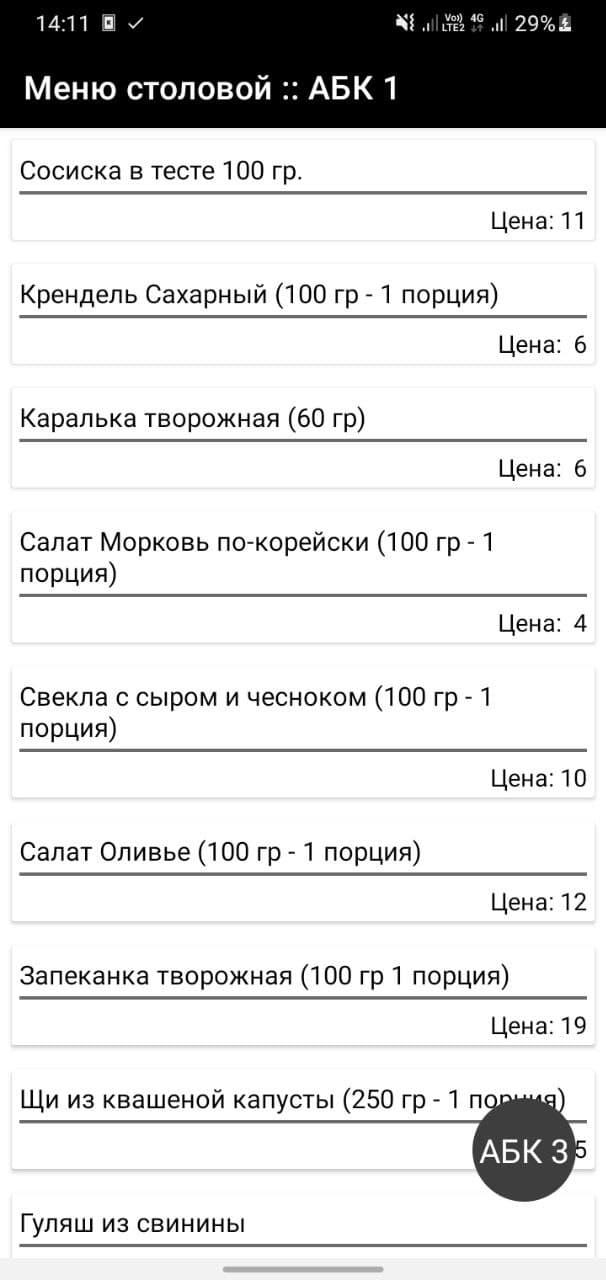 14:11
Vo)) LTE2 4G 29%
Меню столовой :: АБК 1
Сосиска в тесте 100 гр.
Цена: 11
Крендель Сахарный (100 гр - 1 порция)
Цена: 6
Каралька творожная (60 гр)
Цена: 6
Салат Морковь по-корейски (100 гр - 1
порция)
Цена: 4
Свекла с сыром и чесноком (100 гр - 1
порция)
Цена: 10
Салат Оливье (100 гр - 1 порция)
Цена: 12
Запеканка творожная (100 гр 1 порция)
Цена: 19
Щи из квашеной капусты (250 гр - 1 порция)
АБК 3
5
Гуляш из свинины